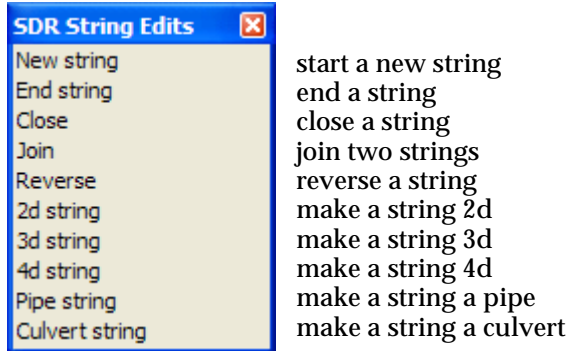 SDR String Edits
New string start a new string
End string end a string
Close close a string
Join join two strings
Reverse reverse a string
2d string make a string 2d
3d string make a string 3d
4d string make a string 4d
Pipe string make a string a pipe
Culvert string make a string a culvert